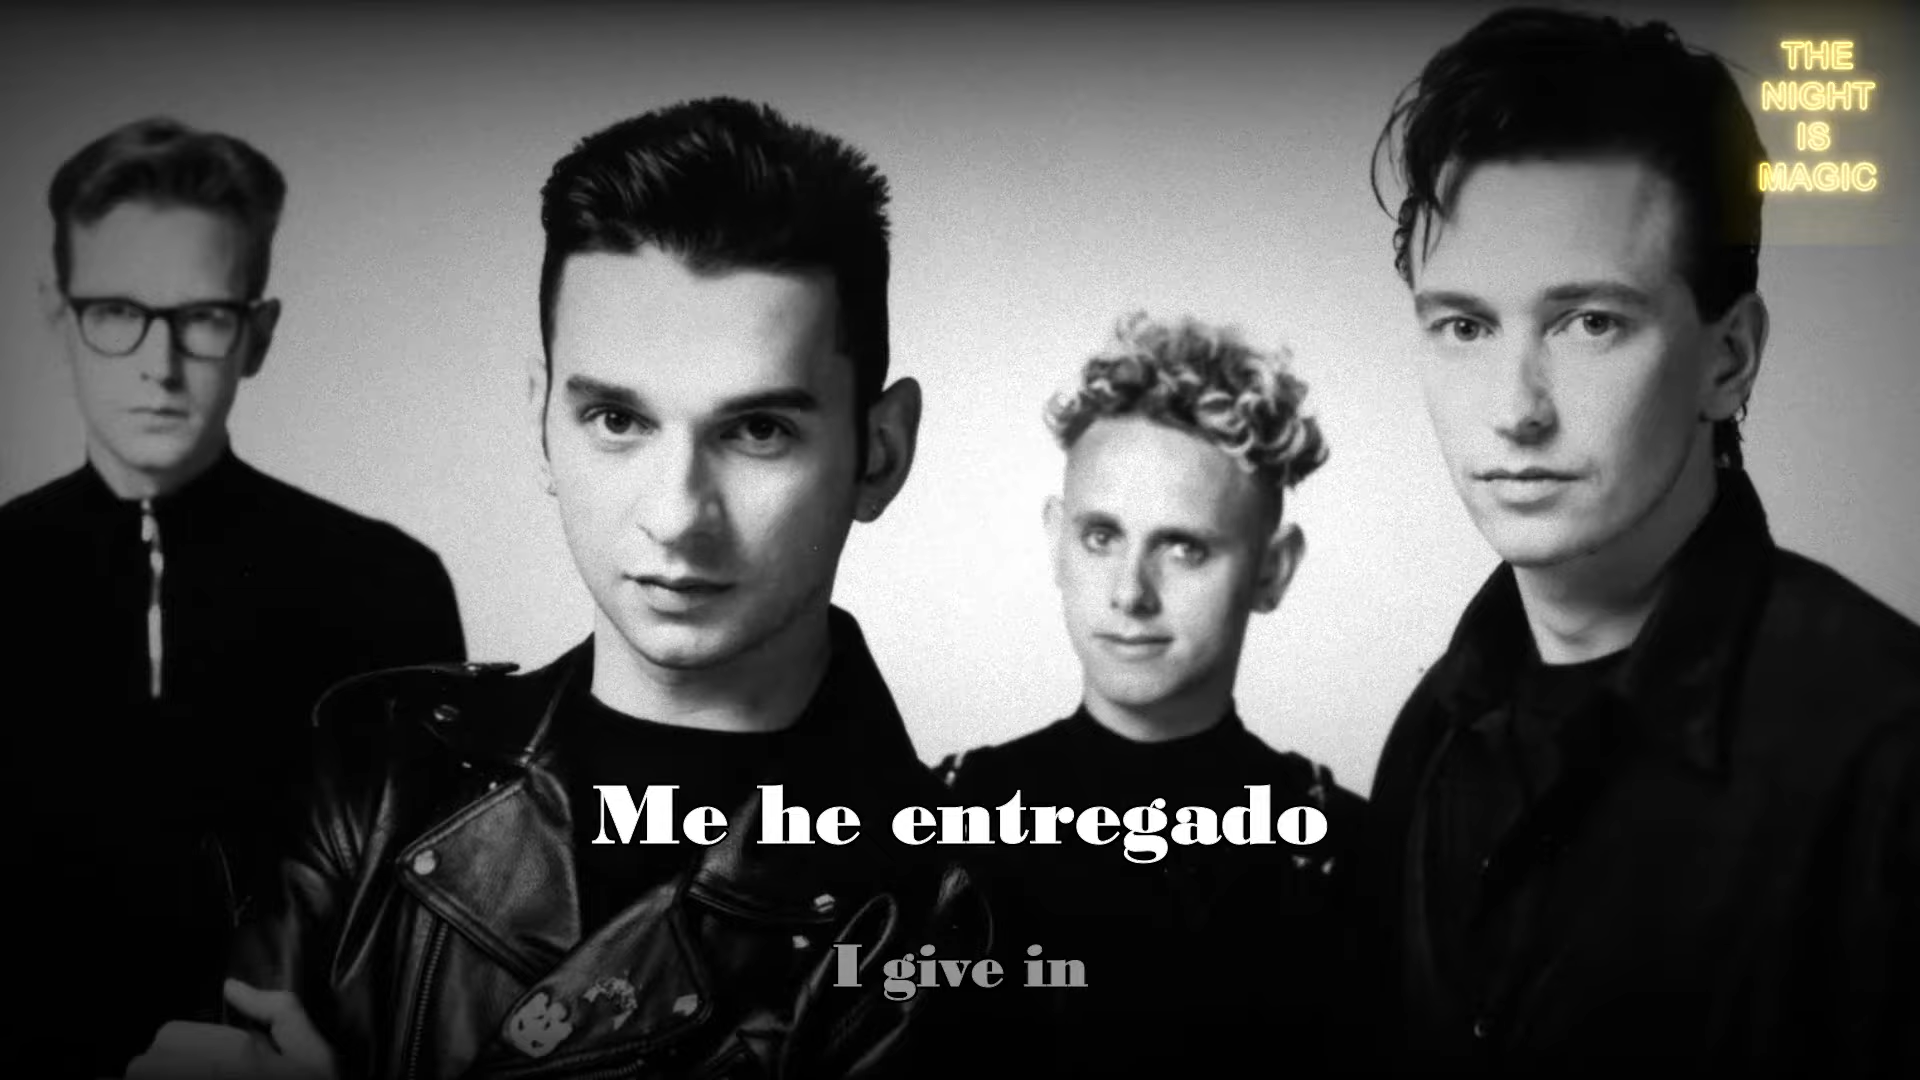 THE
NIGHT
IS
MAGIC
Me he entregado
I give in